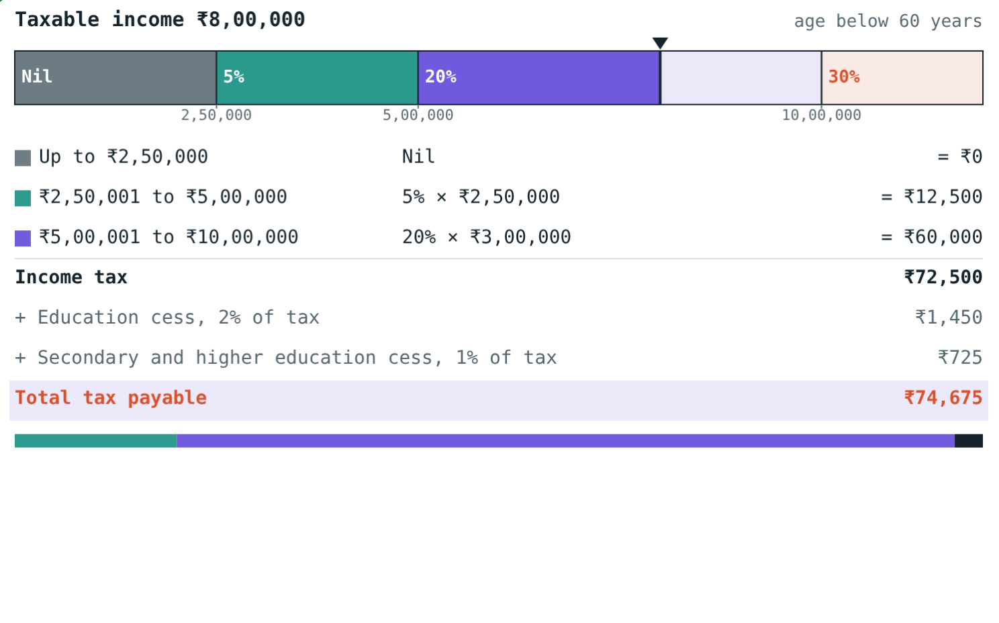 Taxable income ₹8,00,000 age below 60 years
Nil 5% 20% 30%
2,50,000 5,00,000 10,00,000
Up to ₹2,50,000 Nil = ₹0
₹2,50,001 to ₹5,00,000 5% × ₹2,50,000 = ₹12,500
₹5,00,001 to ₹10,00,000 20% × ₹3,00,000 = ₹60,000
Income tax ₹72,500
+ Education cess, 2% of tax ₹1,450
+ Secondary and higher education cess, 1% of tax ₹725
Total tax payable ₹74,675